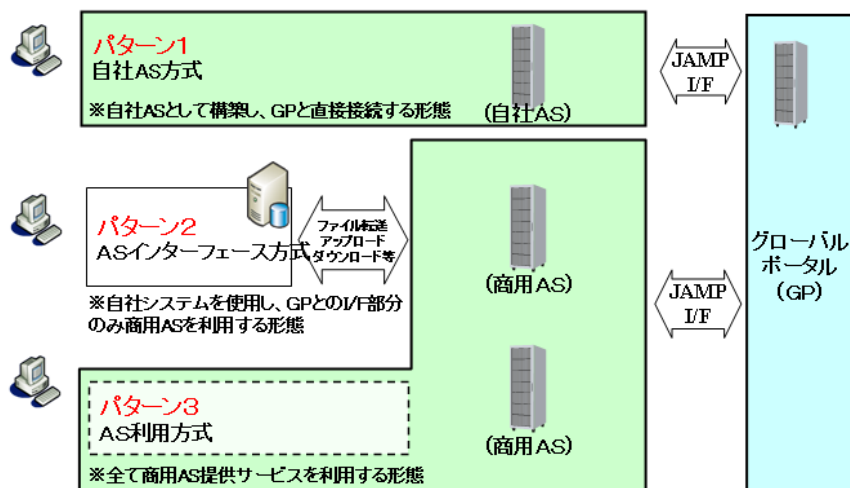 パターン1
自社AS方式
※自社ASとして構築し、GPと直接接続する形態
(自社AS)
JAMP
I/F
パターン2
ASインターフェース方式
ファイル転送
アップロード
ダウンロード等
※自社システムを使用し、GPとのI/F部分
のみ商用ASを利用する形態
(商用AS)
JAMP
I/F
グローバル
ポータル
(GP)
パターン3
AS利用方式
※全て商用AS提供サービスを利用する形態
(商用AS)